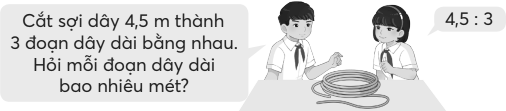 Cắt sợi dây 4,5 m thành
3 đoạn dây dài bằng nhau.
Hỏi mỗi đoạn dây dài
bao nhiêu mét?
4,5 : 3